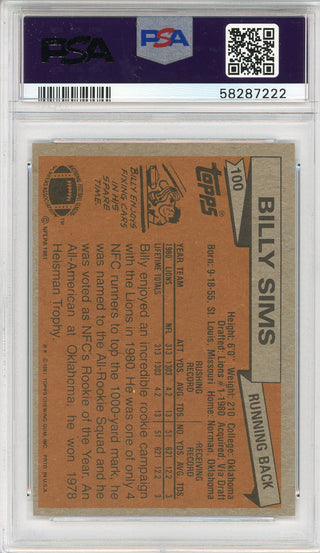 PSA
PSA
58287222
100
BILLY SIMS
RUNNING BACK
TOPPS®
Height: 6'0" Weight: 210 College: Oklahoma
Drafted: Lions #1-1980 Acquired: Via Draft
Born: 9-18-55, St. Louis, Missouri Home: Norman, Oklahoma
RUSHING RECORD
RECEIVING RECORD
YEAR TEAM ATT. YDS. AVG. TDS. NO. YDS. AVG. TDS.
1980 LIONS 313 1303 4.2 13 51 621 12.2 3
LIFETIME TOTALS 313 1303 4.2 13 51 621 12.2 3
Billy enjoyed an incredible rookie campaign
with the Lions in 1980. He was one of only 4
NFC runners to top the 1000-yard mark, he
was named to the All-Rookie Squad and he
was voted as NFC's Rookie of the Year. An
All-American at Oklahoma, he won 1978
Heisman Trophy.
BILLY ENJOYS
FIXING CARS
IN HIS
SPARE
TIME.
© NFLPA 1981
© 1981 TOPPS CHEWING GUM, INC. PRTD. IN U.S.A.